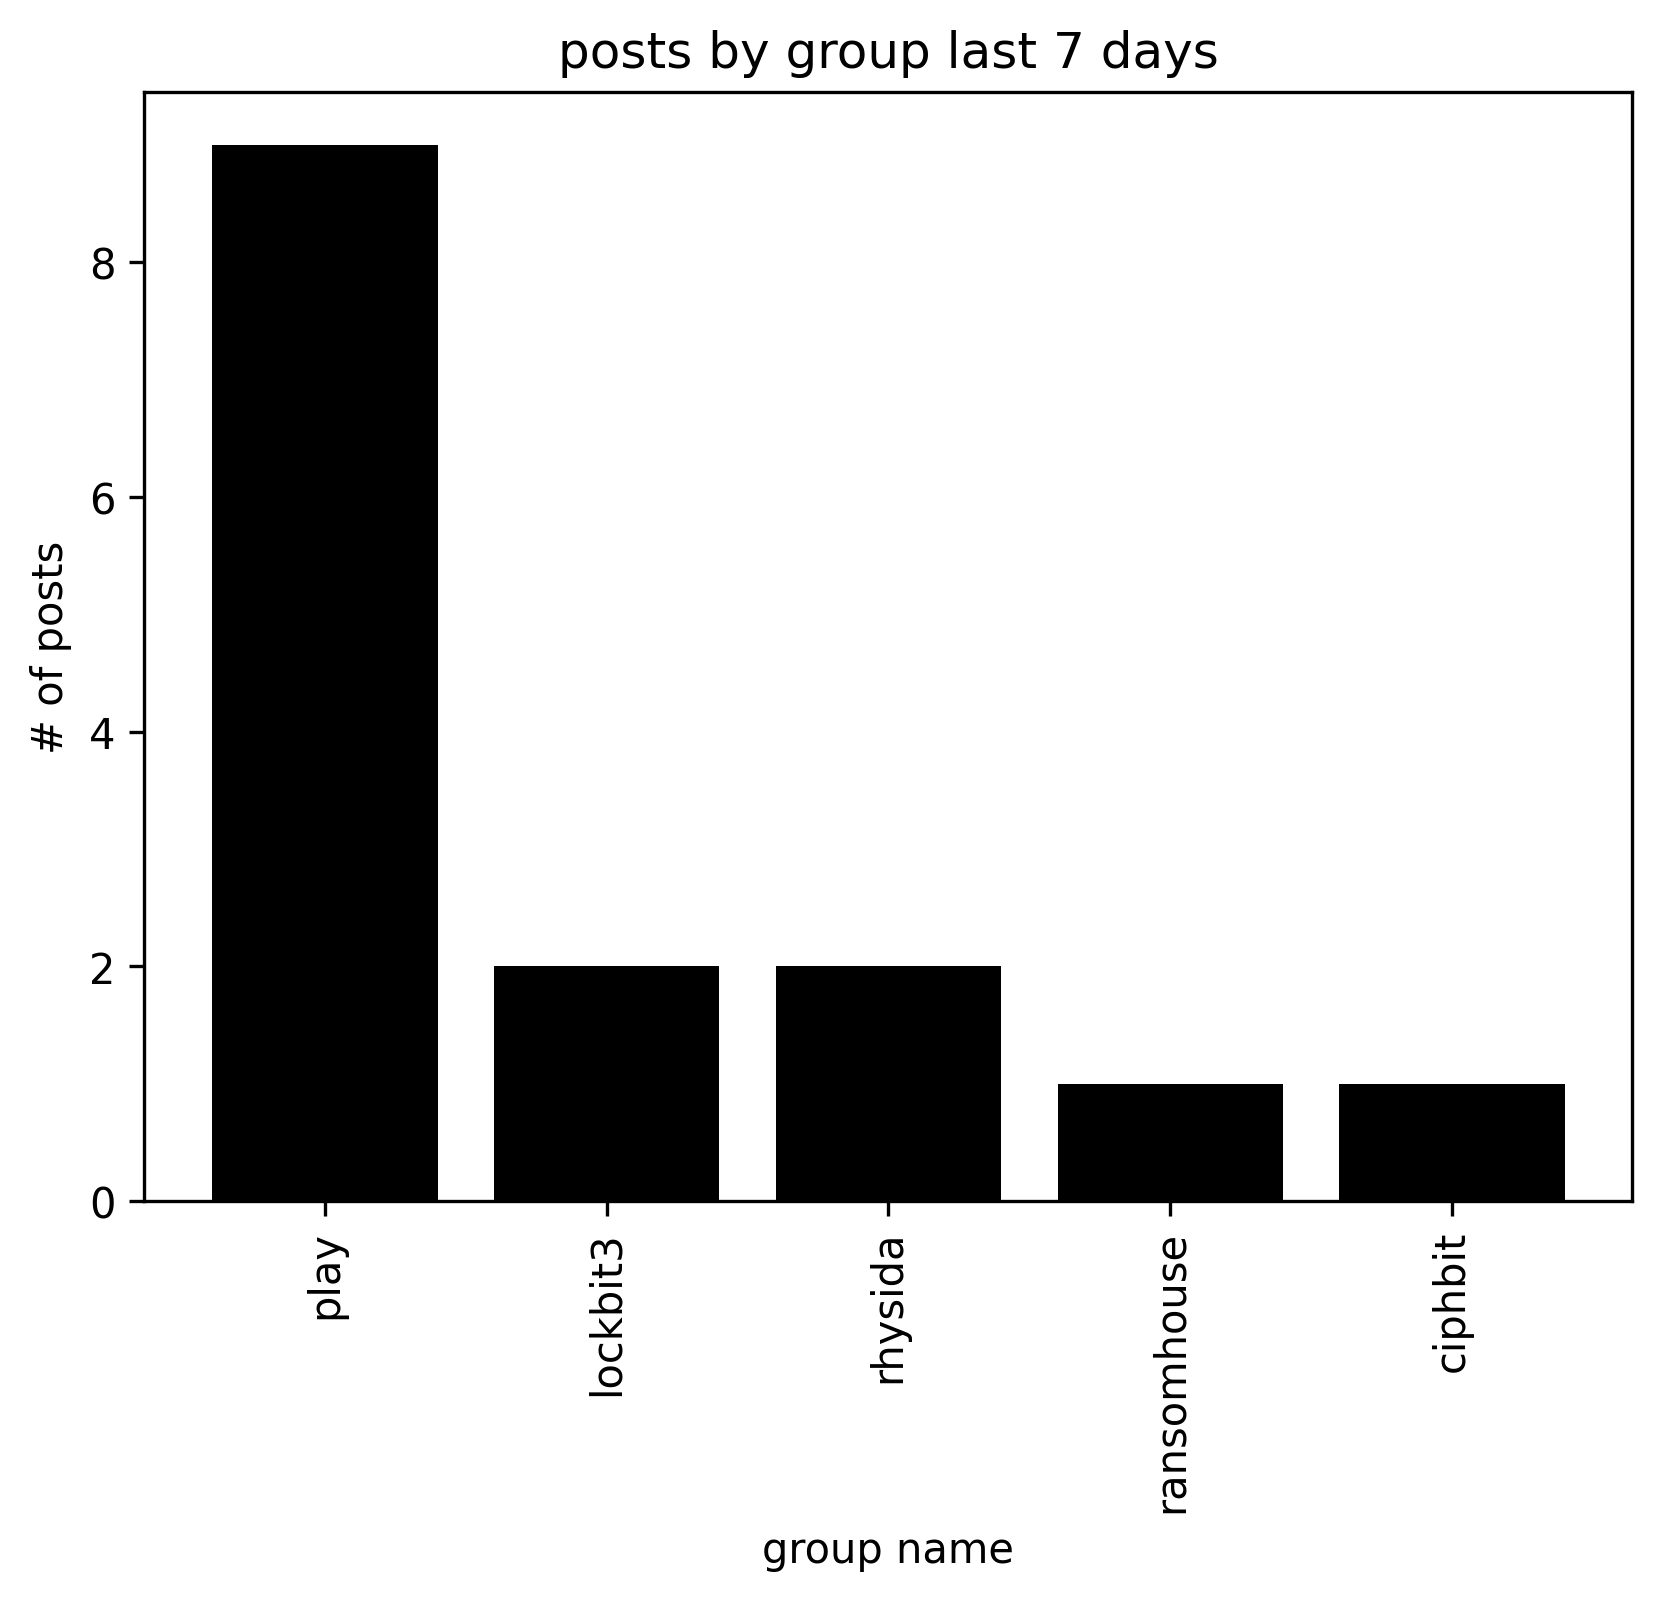 posts by group last 7 days
# of posts
8
6
4
2
0
play
lockbit3
rhysida
ransomhouse
ciphbit
group name